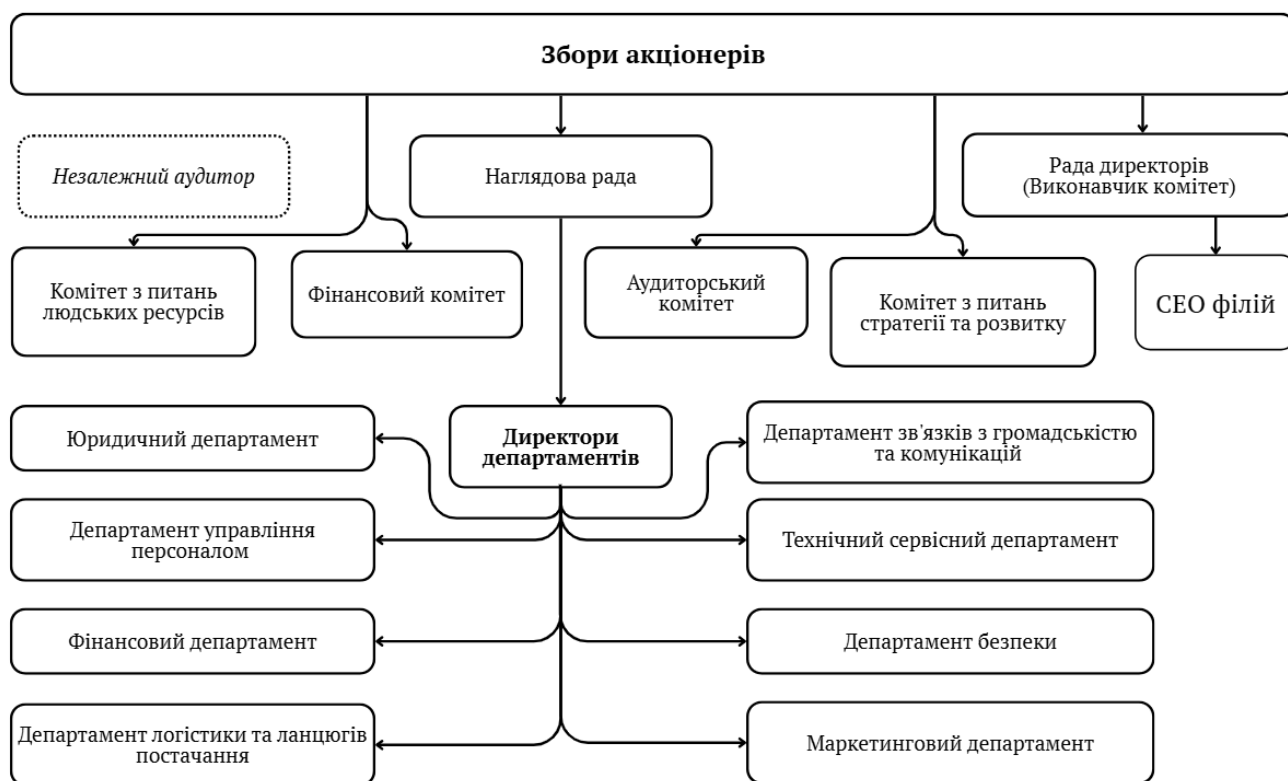 Збори акціонерів
Незалежний аудитор
Наглядова рада
Рада директорів
(Виконавчик комітет)
Комітет з питань
людських ресурсів
Фінансовий комітет
Аудиторський
комітет
Комітет з питань
стратегії та розвитку
СЕО філій
Юридичний департамент
Директори
департаментів
Департамент зв'язків з громадськістю
та комунікацій
Департамент управління
персоналом
Технічний сервісний департамент
Фінансовий департамент
Департамент безпеки
Департамент логістики та ланцюгів
постачання
Маркетинговий департамент